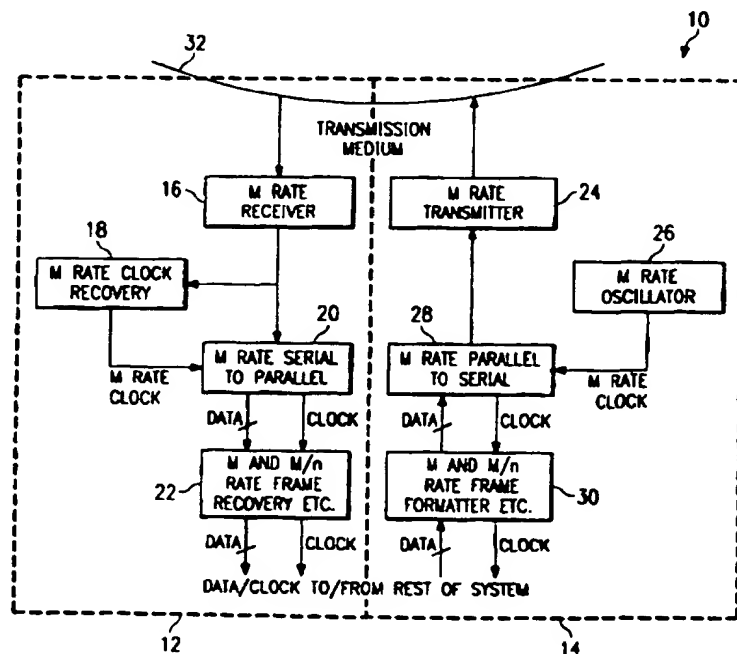 10
32
TRANSMISSION
MEDIUM
16
M RATE
RECEIVER
M RATE
TRANSMITTER
24
18
M RATE CLOCK
RECOVERY
26
M RATE
OSCILLATOR
20
M RATE SERIAL
TO PARALLEL
28
M RATE PARALLEL
TO SERIAL
M RATE
CLOCK
M RATE
CLOCK
DATA
CLOCK
DATA
CLOCK
22
M AND M/n
RATE FRAME
RECOVERY ETC.
M AND M/n
RATE FRAME
FORMATTER ETC.
30
DATA
CLOCK
DATA
CLOCK
DATA/CLOCK TO/FROM REST OF SYSTEM
12
14